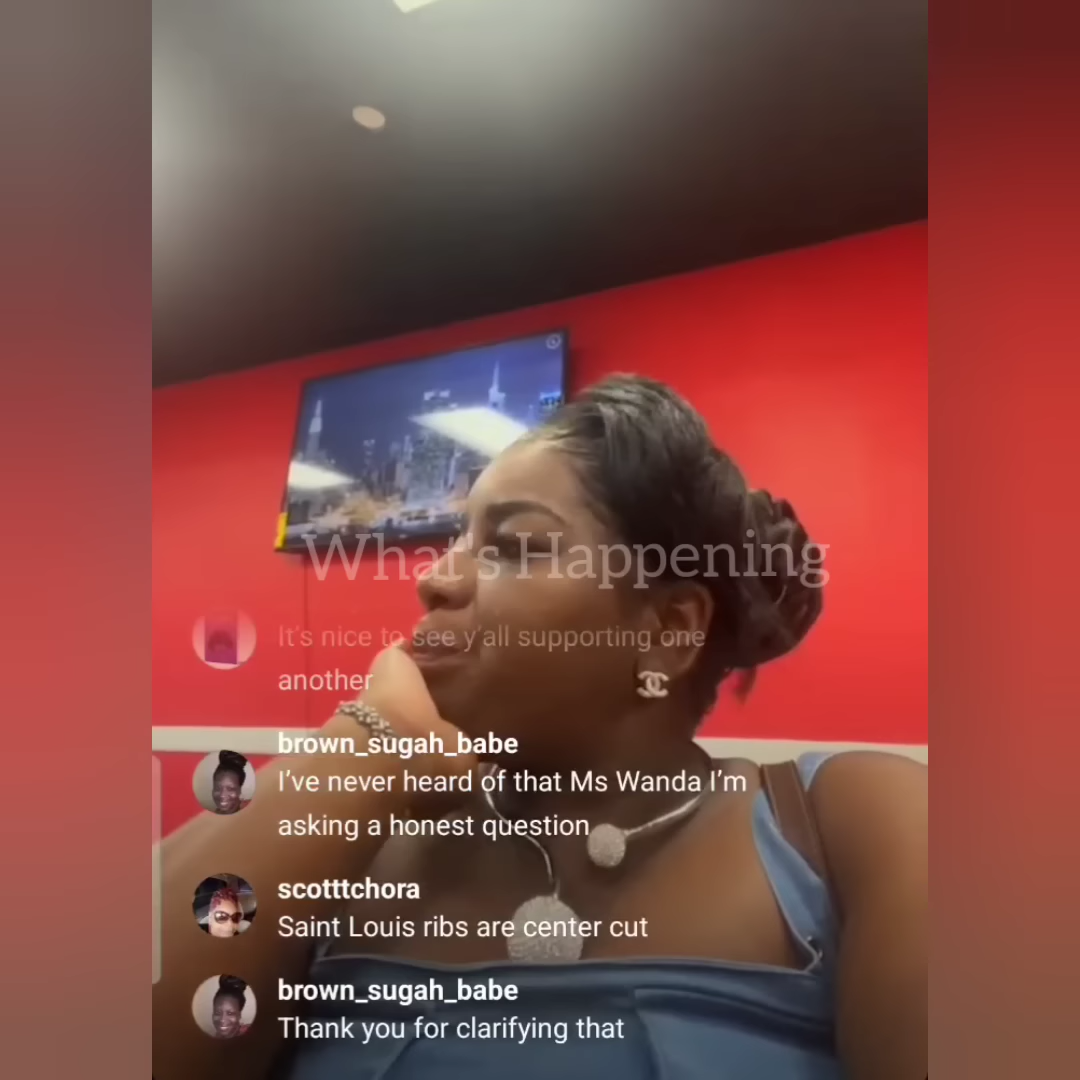 What's Happening
It's nice to see y'all supporting one
another
brown_sugah_babe
I've never heard of that Ms Wanda I'm
asking a honest question
scotttchora
Saint Louis ribs are center cut
brown_sugah_babe
Thank you for clarifying that